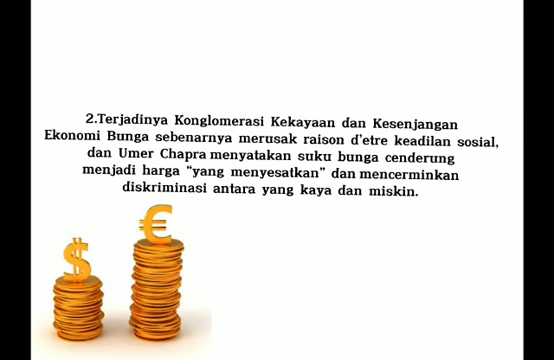 2.Terjadinya Konglomerasi Kekayaan dan Kesenjangan
Ekonomi Bunga sebenarnya merusak raison d'etre keadilan sosial,
dan Umer Chapra menyatakan suku bunga cenderung
menjadi harga "yang menyesatkan" dan mencerminkan
diskriminasi antara yang kaya dan miskin.
€
$